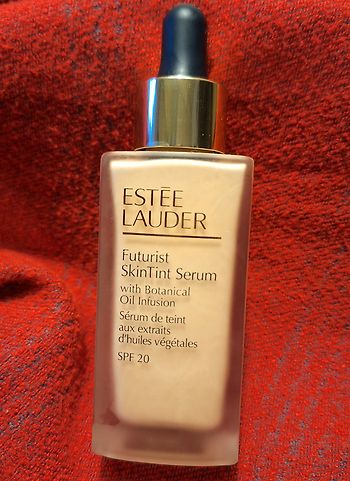 ESTĒE
LAUDER
Futurist
SkinTint Serum
with Botanical
Oil Infusion
Sérum de teint
aux extraits
d'huiles végétales
SPF 20